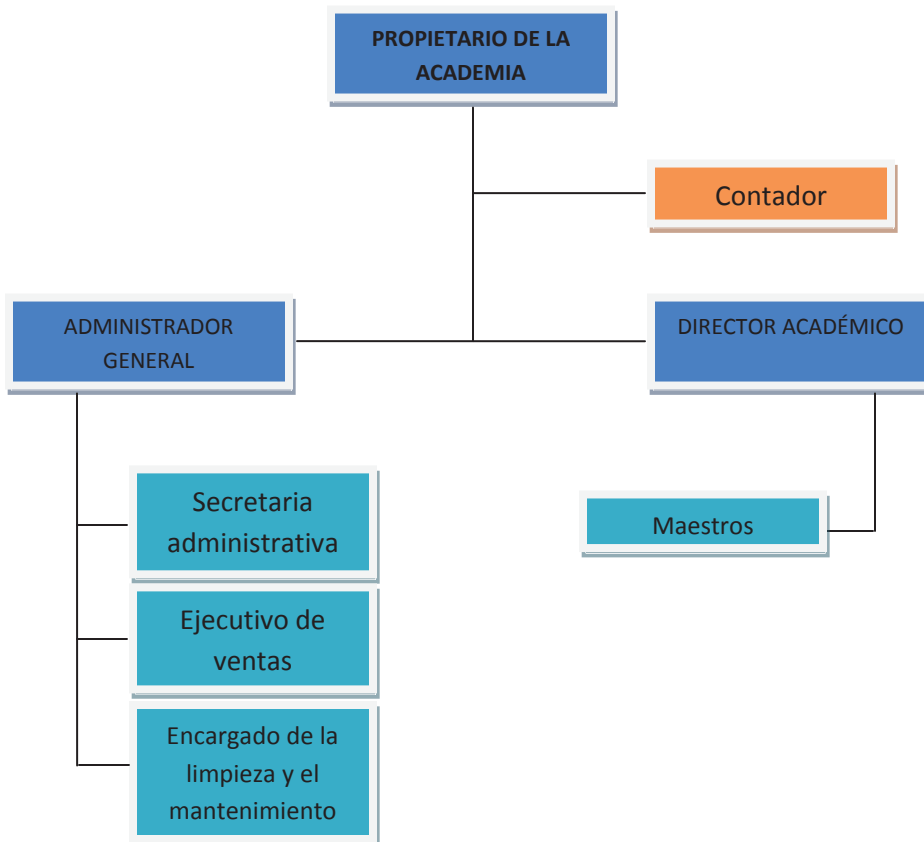 PROPIETARIO DE LA
ACADEMIA
Contador
ADMINISTRADOR
GENERAL
DIRECTOR ACADÉMICO
Secretaria
administrativa
Ejecutivo de
ventas
Encargado de la
limpieza y el
mantenimiento
Maestros